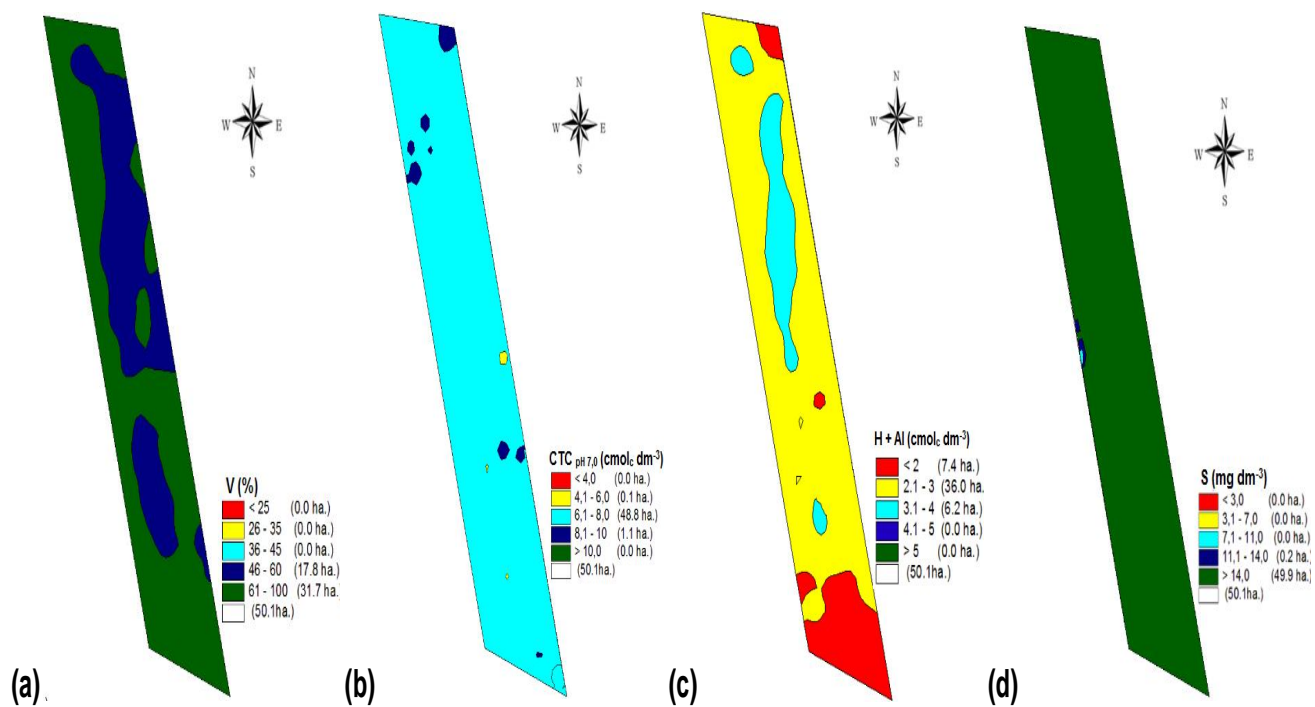 N
W E
S
V (%)
< 25 (0.0 ha.)
26 - 35 (0.0 ha.)
36 - 45 (0.0 ha.)
46 - 60 (17.8 ha.)
61 - 100 (31.7 ha.)
(50.1ha.)
(a)
N
W E
S
CTC pH 7,0 (cmolc dm-3)
< 4,0 (0.0 ha.)
4,1 - 6,0 (0.1 ha.)
6,1 - 8,0 (48.8 ha.)
8,1 - 10 (1.1 ha.)
> 10,0 (0.0 ha.)
(50.1ha.)
(b)
N
W E
S
H + Al (cmolc dm-3)
< 2 (7.4 ha.)
2.1 - 3 (36.0 ha.
3.1 - 4 (6.2 ha.)
4.1 - 5 (0.0 ha.)
> 5 (0.0 ha.)
(50.1ha.)
(c)
N
W E
S
S (mg dm-3)
< 3,0 (0.0 ha.)
3,1 - 7,0 (0.0 ha.)
7,1 - 11,0 (0.0 ha.)
11,1 - 14,0 (0.2 ha.)
> 14,0 (49.9 ha.)
(50.1ha.)
(d)